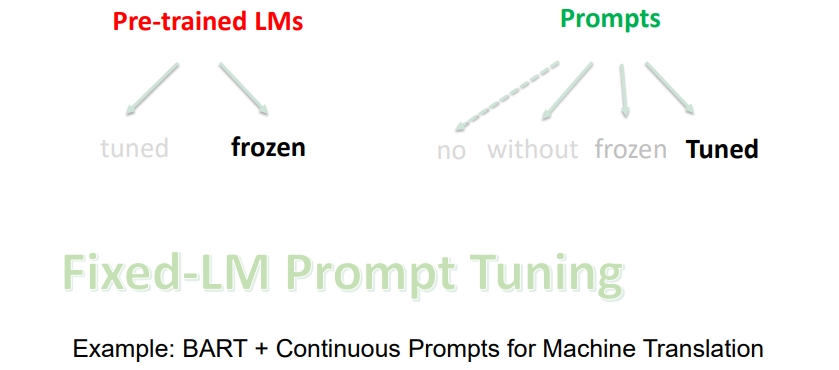 Pre-trained LMs Prompts
tuned frozen no without frozen Tuned
Fixed-LM Prompt Tuning
Example: BART + Continuous Prompts for Machine Translation